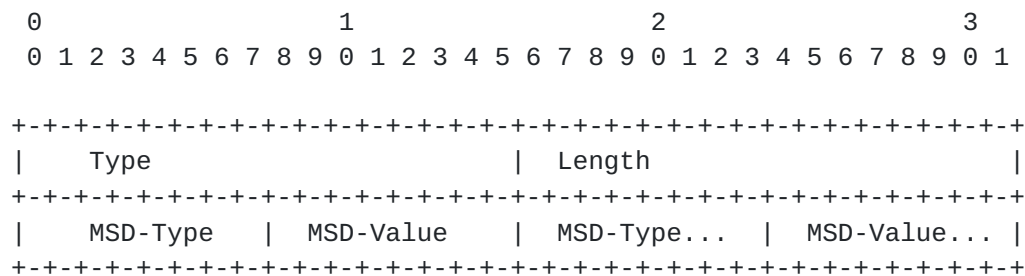 0                   1                   2                   3
0 1 2 3 4 5 6 7 8 9 0 1 2 3 4 5 6 7 8 9 0 1 2 3 4 5 6 7 8 9 0 1
+-+-+-+-+-+-+-+-+-+-+-+-+-+-+-+-+-+-+-+-+-+-+-+-+-+-+-+-+-+-+-+-+
|    Type                       |  Length                       |
+-+-+-+-+-+-+-+-+-+-+-+-+-+-+-+-+-+-+-+-+-+-+-+-+-+-+-+-+-+-+-+-+
|    MSD-Type   |  MSD-Value    |  MSD-Type...  |  MSD-Value... |
+-+-+-+-+-+-+-+-+-+-+-+-+-+-+-+-+-+-+-+-+-+-+-+-+-+-+-+-+-+-+-+-+